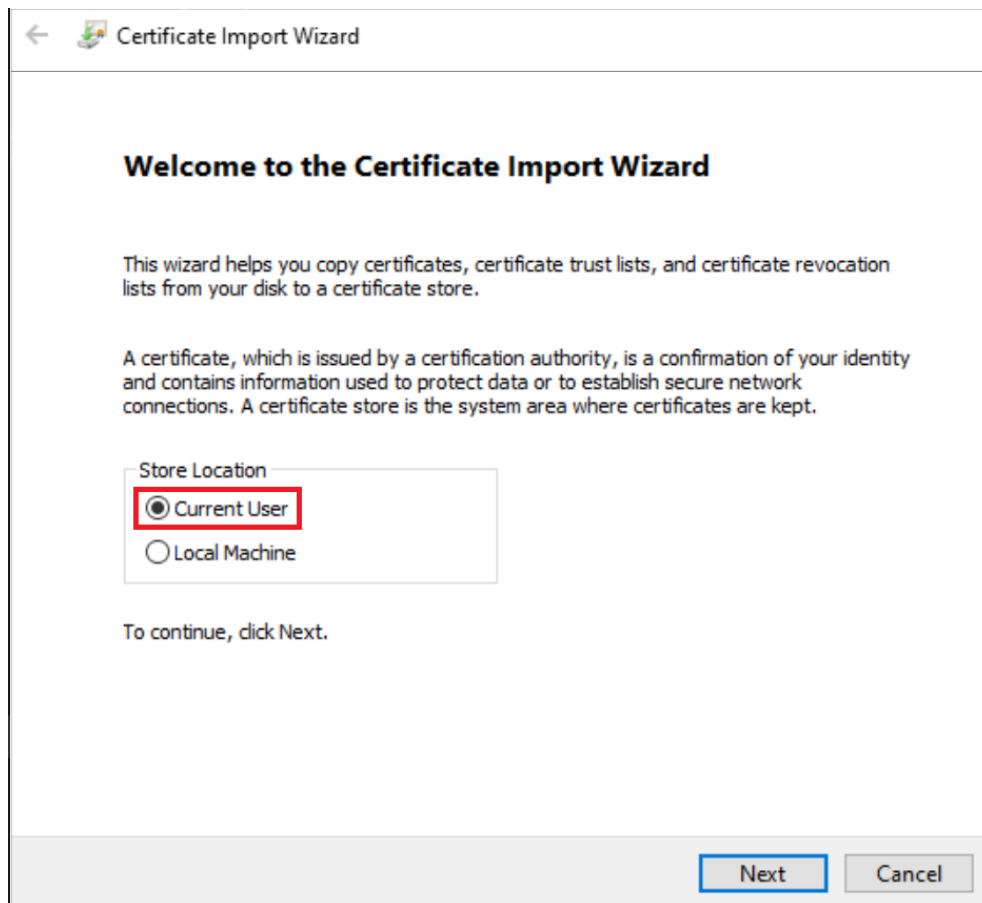 Certificate Import Wizard
Welcome to the Certificate Import Wizard
This wizard helps you copy certificates, certificate trust lists, and certificate revocation
lists from your disk to a certificate store.
A certificate, which is issued by a certification authority, is a confirmation of your identity
and contains information used to protect data or to establish secure network
connections. A certificate store is the system area where certificates are kept.
Store Location
Current User
Local Machine
To continue, click Next.
Next Cancel